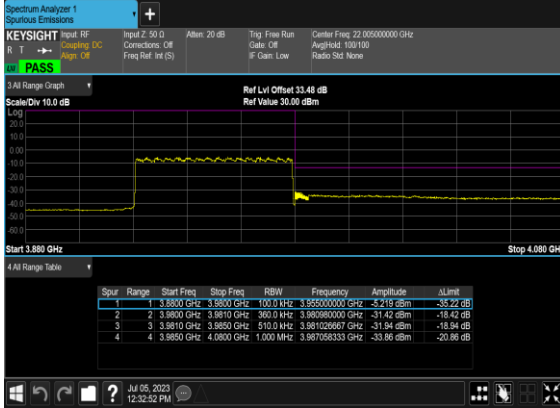 Spectrum Analyzer 1
Spurious Emissions
+
KEYSIGHT
R T
Input: RF
Coupling: DC
Align: Off
Input Z: 50 Ω
Corrections: Off
Freq Ref: Int (S)
Atten: 20 dB
Trig: Free Run
Gate: Off
IF Gain: Low
Center Freq: 22.005000000 GHz
Avg|Hold: 100/100
Radio Std: None
PASS
3 All Range Graph
Ref Lvl Offset 33.48 dB
Scale/Div 10.0 dB
Ref Value 30.00 dBm
Log
20.0
10.0
0.00
-10.0
-20.0
-30.0
-40.0
-50.0
-60.0
Start 3.880 GHz
Stop 4.080 GH
4 All Range Table
Spur Range Start Freq Stop Freq RBW Frequency Amplitude ΔLimit
1 1 3.8800 GHz 3.9800 GHz 100.0 kHz 3.955000000 GHz -5.219 dBm -35.22 dB
2 2 3.9800 GHz 3.9810 GHz 360.0 kHz 3.980980000 GHz -31.42 dBm -18.42 dB
3 3 3.9810 GHz 3.9850 GHz 510.0 kHz 3.981026667 GHz -31.94 dBm -18.94 dB
4 4 3.9850 GHz 4.0800 GHz 1.000 MHz 3.987058333 GHz -33.86 dBm -20.86 dB
?
Jul 05, 2023
12:32:52 PM